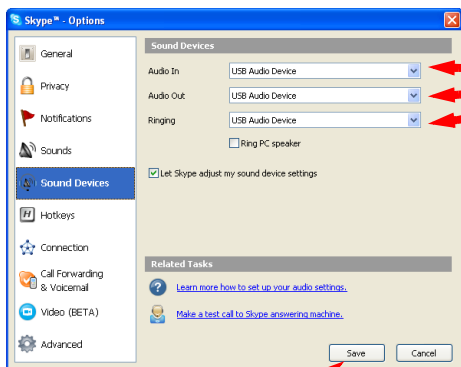 Skype™ - Options
General
Privacy
Notifications
Sounds
Sound Devices
Hotkeys
Connection
Call Forwarding
& Voicemail
Video (BETA)
Advanced
Sound Devices
Audio In USB Audio Device
Audio Out USB Audio Device
Ringing USB Audio Device
Ring PC speaker
Let Skype adjust my sound device settings
Related Tasks
Learn more how to set up your audio settings.
Make a test call to Skype answering machine.
Save Cancel